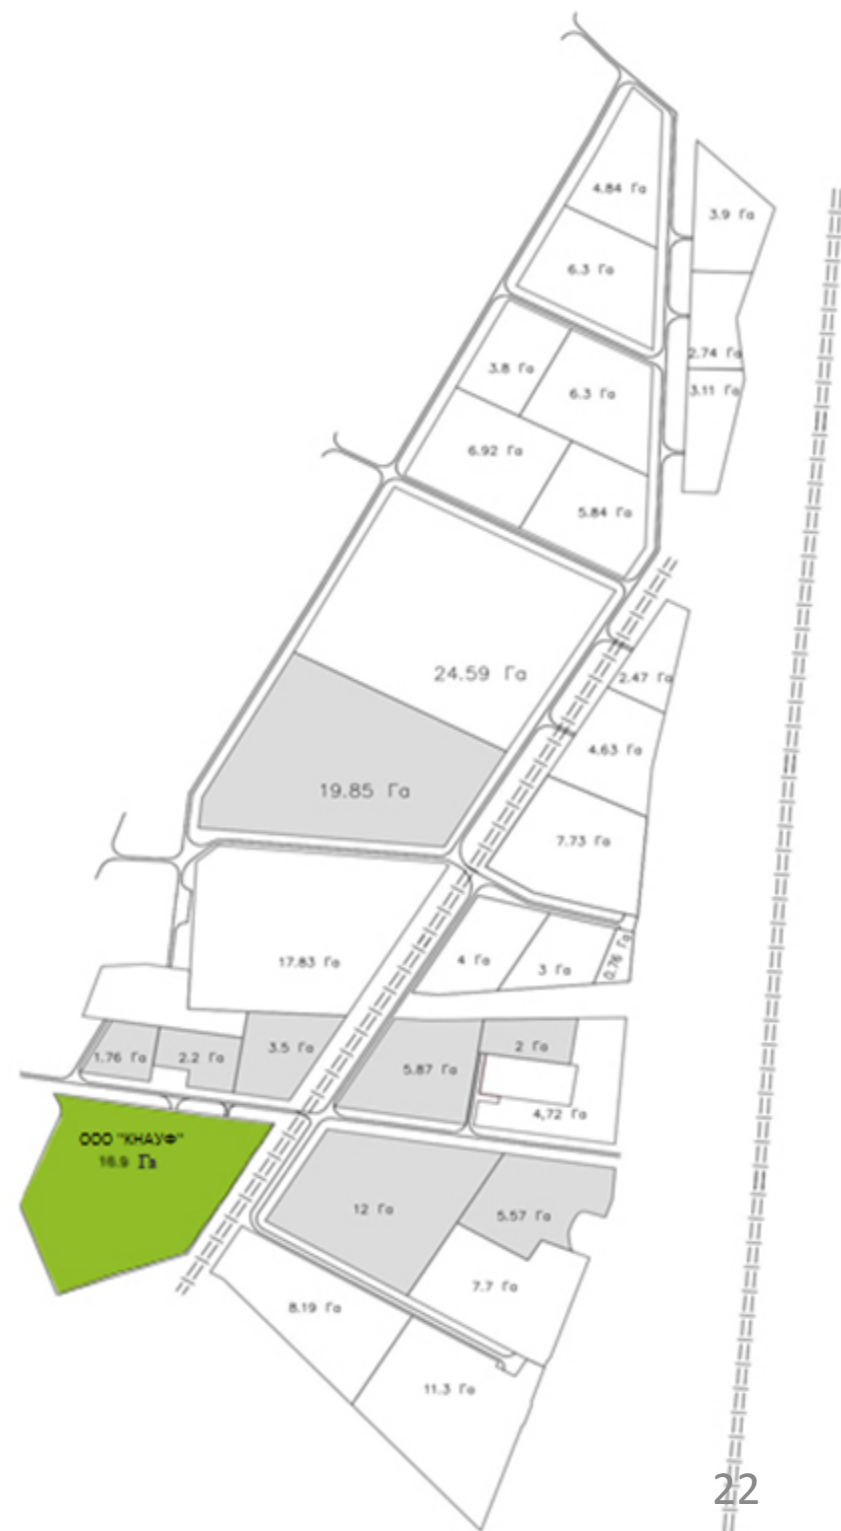 4.84 Га
3.9 Га
6.3 Га
2.74 Га
3.8 Га
6.3 Га
3.11 Га
6.92 Га
5.84 Га
24.59 Га
2.47 Га
4.63 Га
19.85 Га
7.73 Га
17.83 Га
4 Га
3 Га
0.76 Га
1.76 Га
2.2 Га
3.5 Га
5.87 Га
2 Га
4,72 Га
ООО "КНАУФ"
16.9 Га
12 Га
5.57 Га
7.7 Га
8.19 Га
11.3 Га
22